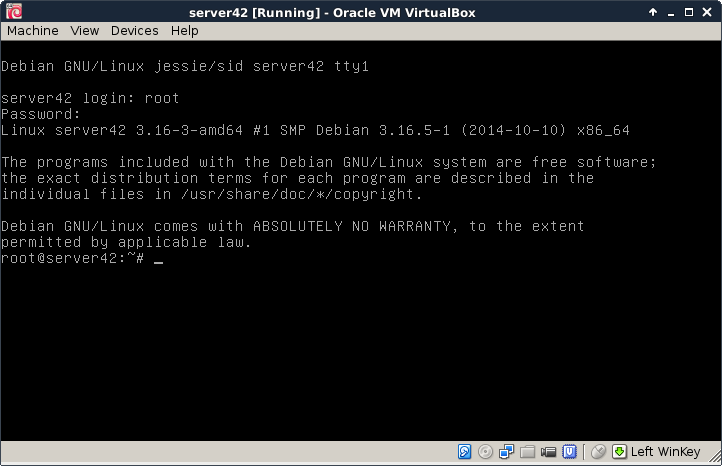 server42 [Running] - Oracle VM VirtualBox
Machine View Devices Help
Debian GNU/Linux jessie/sid server42 tty1
server42 login: root
Password:
Linux server42 3.16-3-amd64 #1 SMP Debian 3.16.5-1 (2014-10-10) x86_64
The programs included with the Debian GNU/Linux system are free software;
the exact distribution terms for each program are described in the
individual files in /usr/share/doc/*/copyright.
Debian GNU/Linux comes with ABSOLUTELY NO WARRANTY, to the extent
permitted by applicable law.
root@server42:~# _
Left WinKey